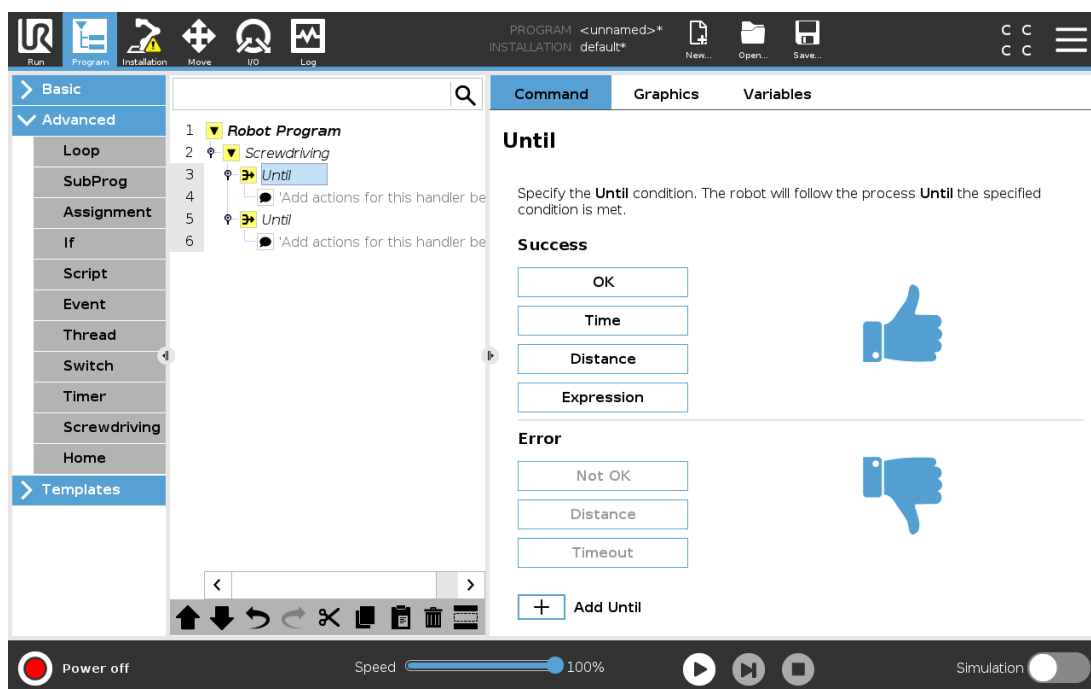 PROGRAM <unnamed>*
INSTALLATION default*
UR
Run
Program
Installation
Move
I/O
Log
New...
Open...
Save...
C C
C C
Basic
Advanced
Loop
SubProg
Assignment
If
Script
Event
Thread
Switch
Timer
Screwdriving
Home
Templates
1 Robot Program
2 Screwdriving
3 Until
4 'Add actions for this handler be
5 Until
6 'Add actions for this handler be
Command Graphics Variables
Until
Specify the Until condition. The robot will follow the process Until the specified
condition is met.
Success
OK
Time
Distance
Expression
Error
Not OK
Distance
Timeout
Add Until
Power off
Speed
100%
Simulation